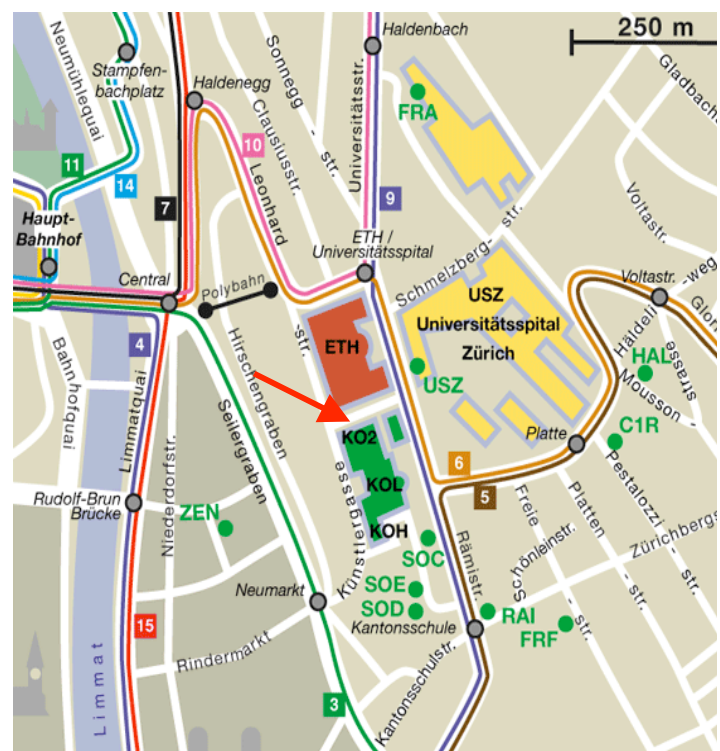 250 m
Haldenbach
Neumühlequai
Stampfen-
bachplatz
Sonnegg - str.
Gladbach
Haldenegg
FRA
Clausiusstr.
Universitätsstr.
11
14
10
7
9
Leonhard - str.
Voltastr.
Haupt-
Bahnhof
ETH /
Universitätsspital
Schmelzberg- str.
Central
Polybahn
USZ
Universitätsspital
Zürich
Voltastr.
Häldeli - weg
Glori
4
ETH
Bahnhofquai
Limmatquai
Hirschengraben
USZ
HAL
Mousson - strasse
C1R
Seilergraben
KO2
Platte
6
5
KOL
Rudolf-Brun
Brücke
Niederdorfstr.
ZEN
KOH
Künstlergasse
SOC
Freie - str.
Platten - str.
Pestalozzi - str.
Schönleinstr.
Zürichbergs
Rämistr.
Neumarkt
SOE
SOD
Kantonsschule
RAI
FRF
15
Rindermarkt
Kantonsschulstr.
Limmat
3